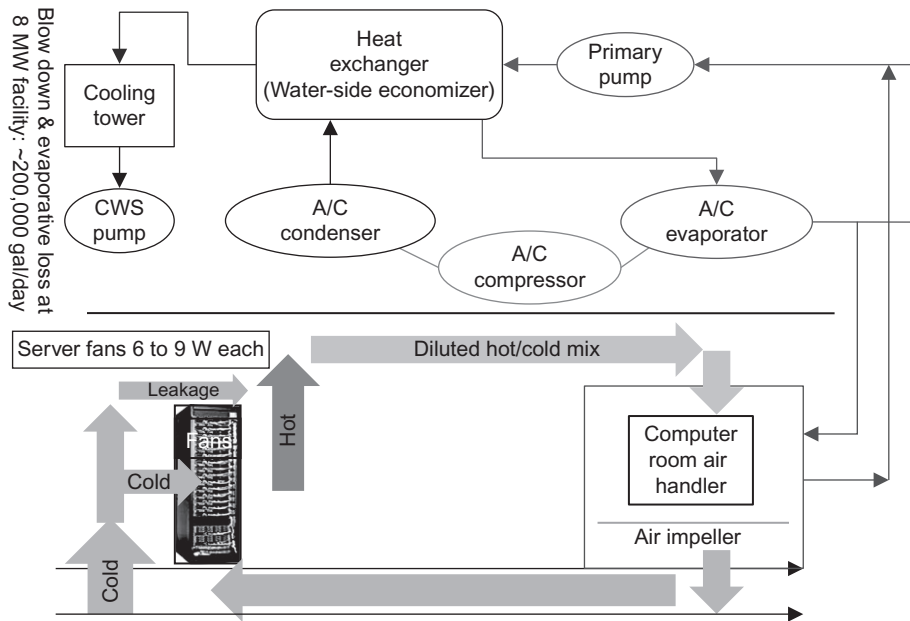 Blow down & evaporative loss at
8 MW facility: ~200,000 gal/day
Cooling
tower
CWS
pump
Heat
exchanger
(Water-side economizer)
Primary
pump
A/C
condenser
A/C
compressor
A/C
evaporator
Server fans 6 to 9 W each
Leakage
Fans
Cold
Cold
Hot
Diluted hot/cold mix
Computer
room air
handler
Air impeller